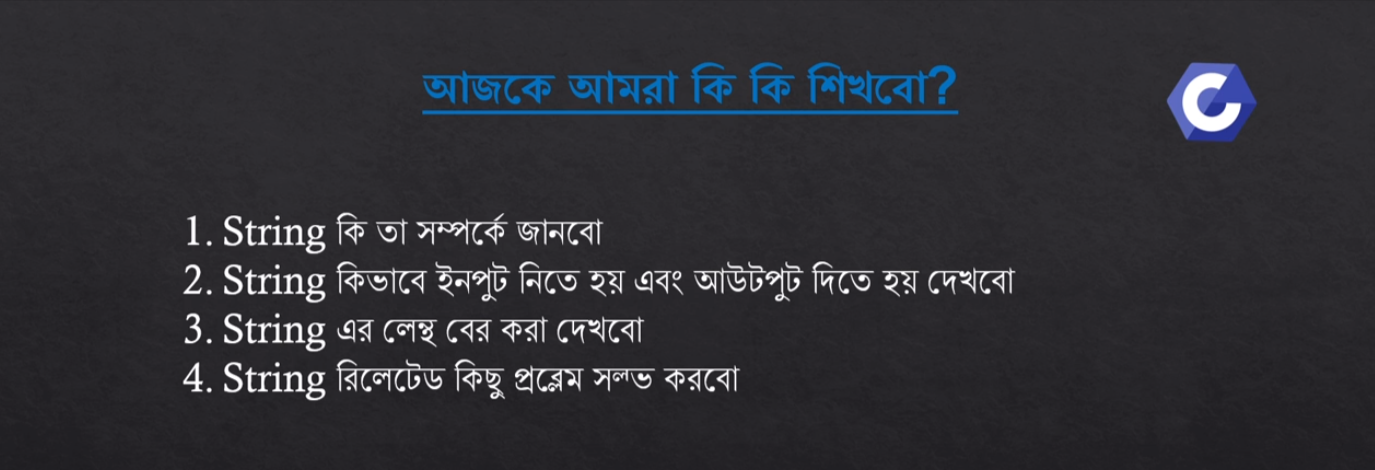 আজকে আমরা কি কি শিখবো?
C
1. String কি তা সম্পর্কে জানবো
2. String কিভাবে ইনপুট নিতে হয় এবং আউটপুট দিতে হয় দেখবো
3. String এর লেন্থ বের করা দেখবো
4. String রিলেটেড কিছু প্রব্লেম সলভ করবো